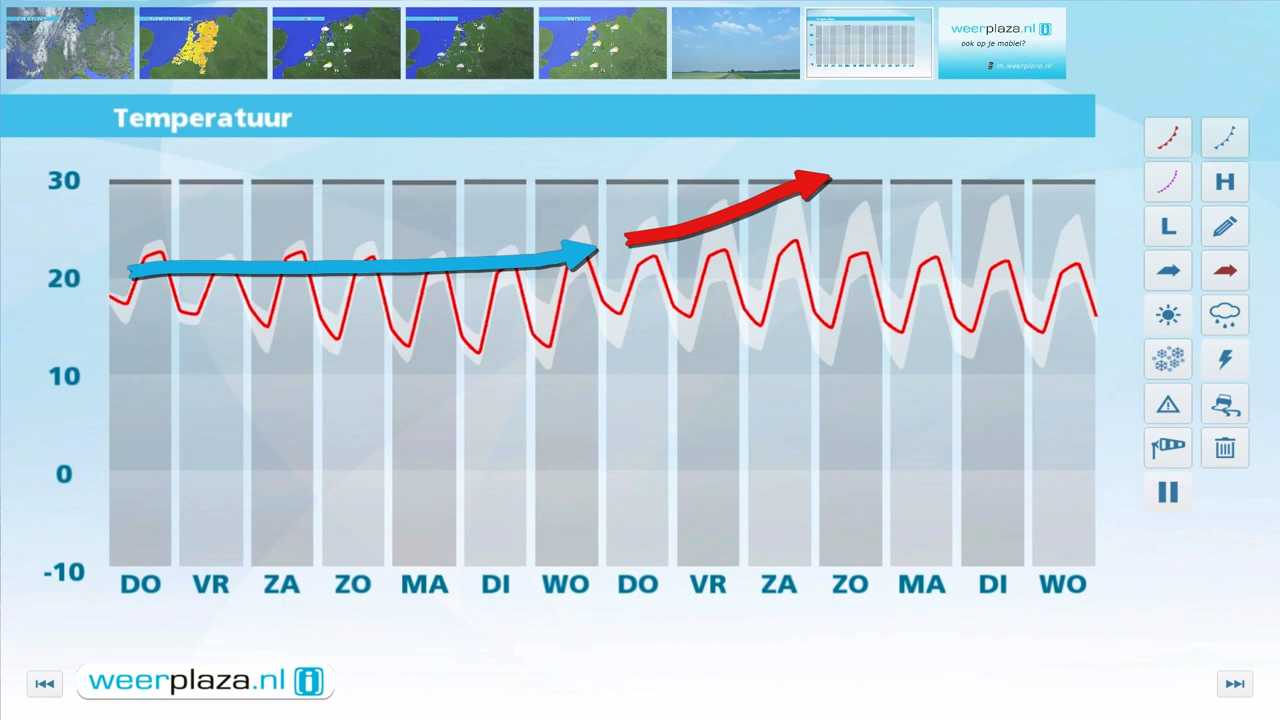 weerplaza.nl i
ook op je mobiel?
m.weerplaza.nl
Temperatuur
30
20
10
0
-10
H
L
DO VR ZA ZO MA DI WO DO VR ZA ZO MA DI WO
weerplaza.nl i